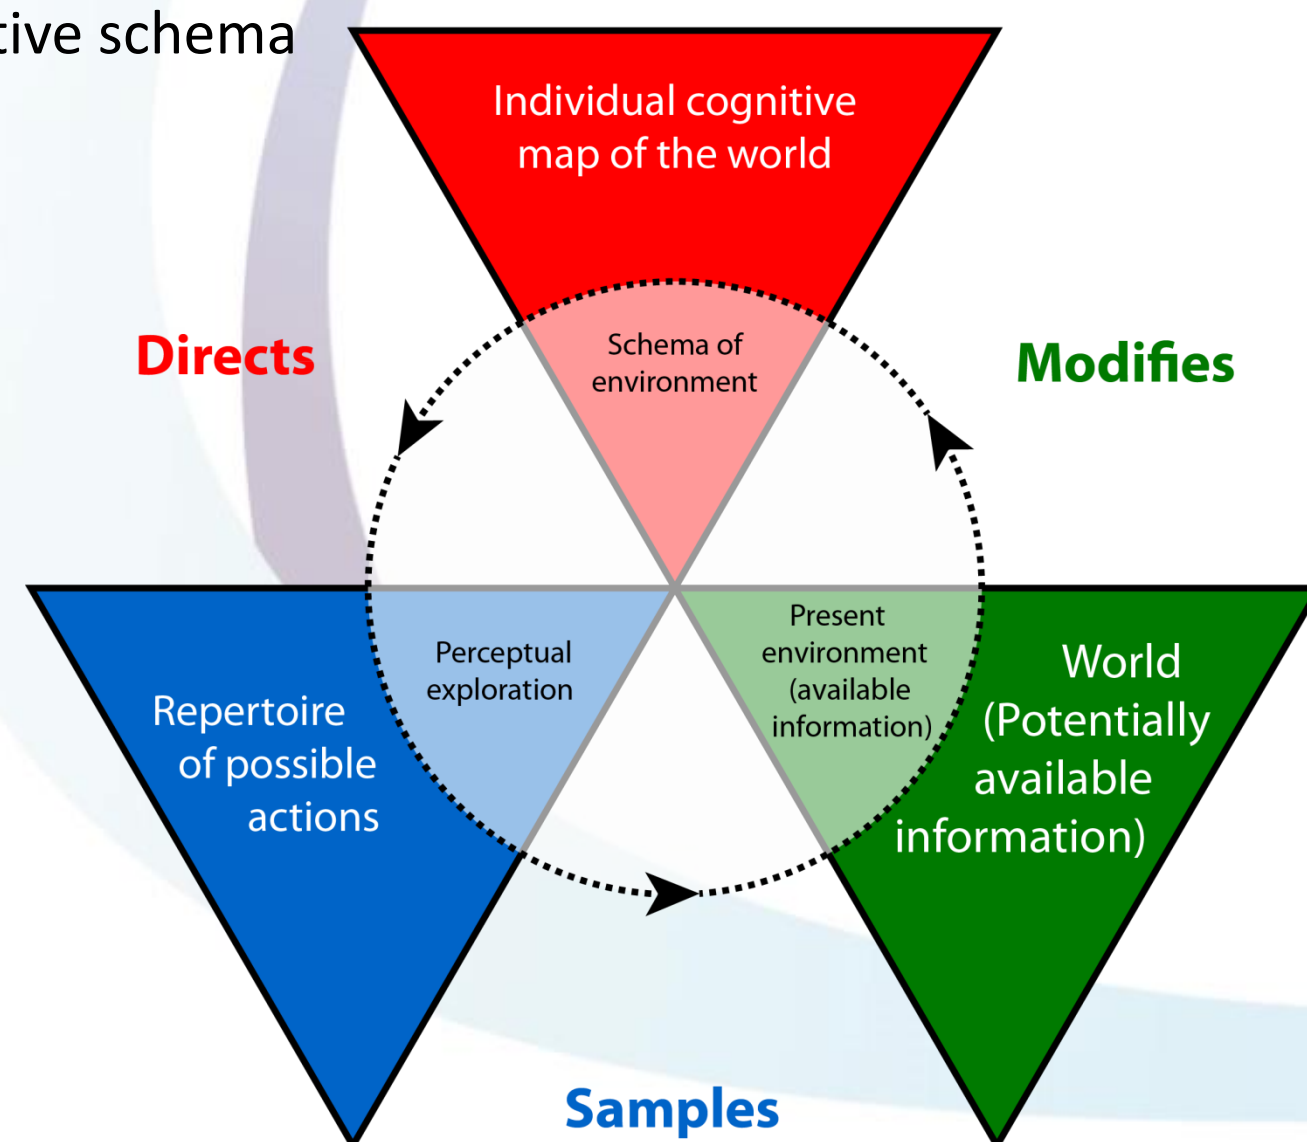 schema
Individual cognitive
map of the world
Directs
Modifies
Schema of
environment
Perceptual
exploration
Present
environment
(available
information)
Repertoire
of possible
actions
World
(Potentially
available
information)
Samples